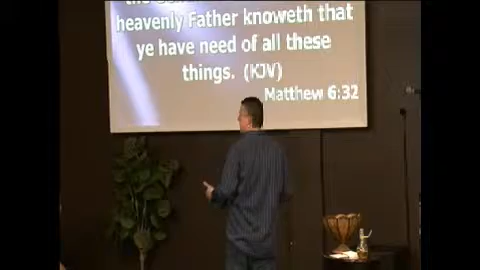 heavenly Father knoweth that
ye have need of all these
things. (KJV)
Matthew 6:32